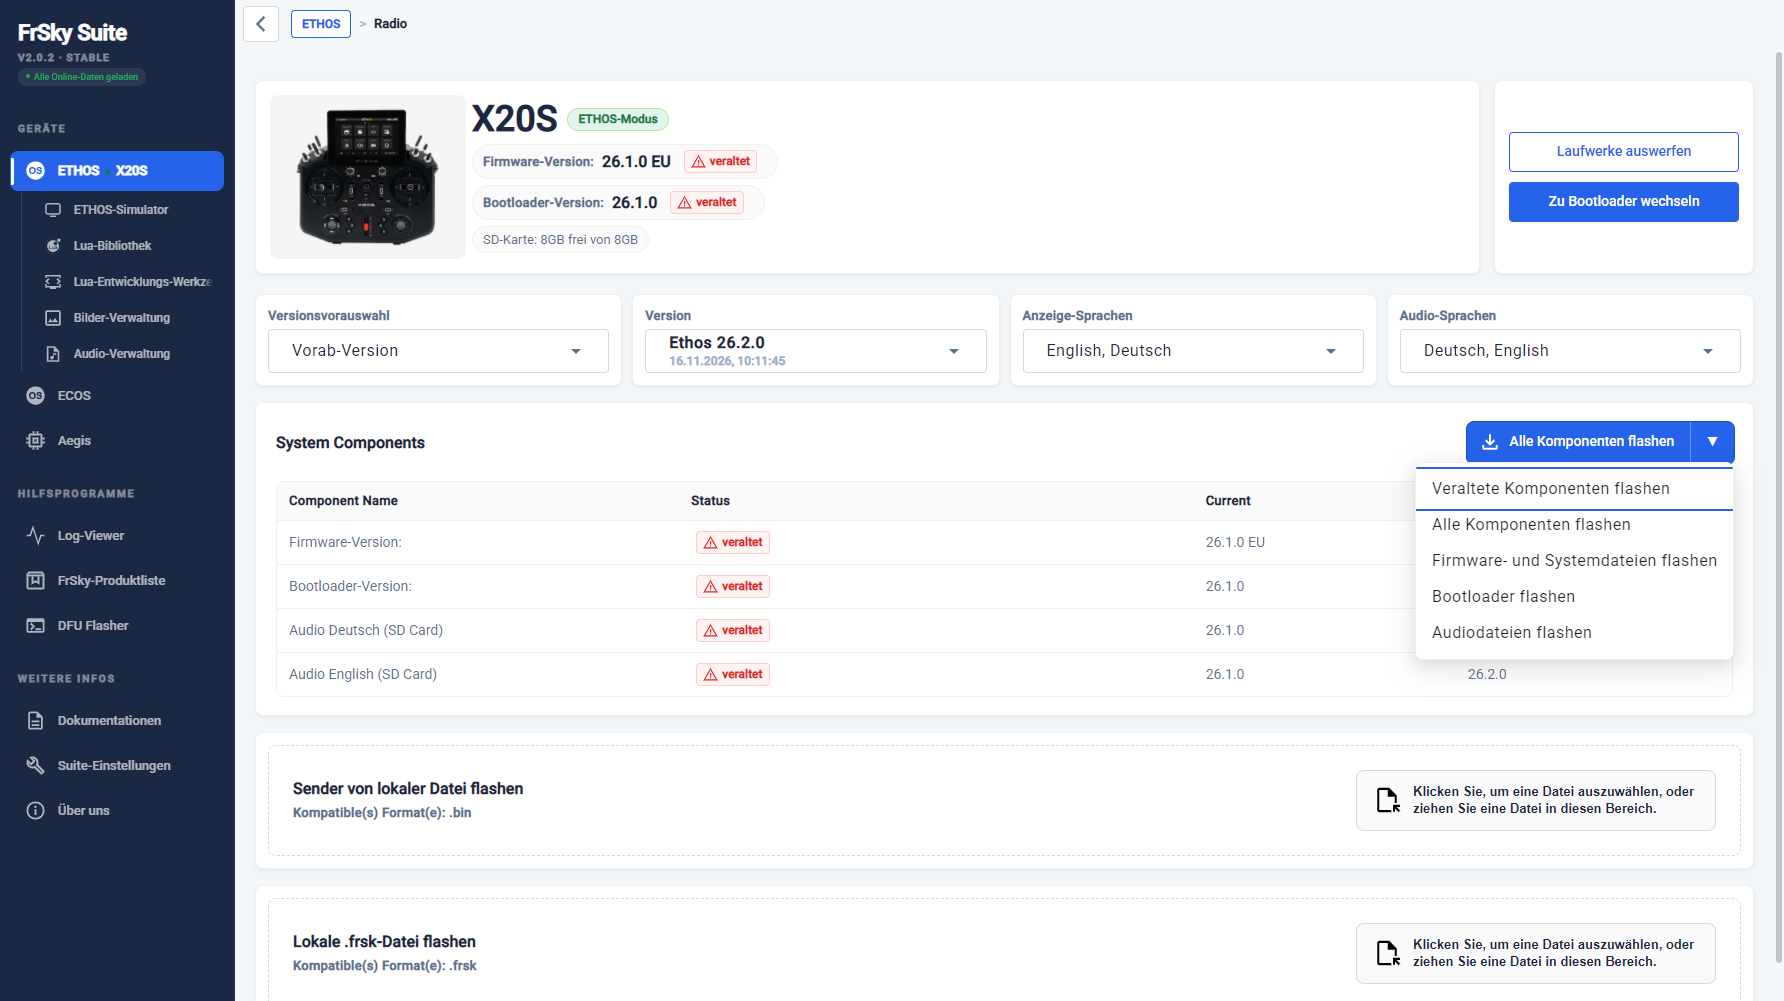 FrSky Suite
V2.0.2 · STABLE
• Alle Online-Daten geladen
GERÄTE
OS ETHOS • X20S
ETHOS-Simulator
Lua-Bibliothek
Lua-Entwicklungs-Werkze
Bilder-Verwaltung
Audio-Verwaltung
OS ECOS
Aegis
HILFSPROGRAMME
Log-Viewer
FrSky-Produktliste
DFU Flasher
WEITERE INFOS
Dokumentationen
Suite-Einstellungen
Über uns
ETHOS > Radio
X20S ETHOS-Modus
Firmware-Version: 26.1.0 EU veraltet
Bootloader-Version: 26.1.0 veraltet
SD-Karte: 8GB frei von 8GB
Laufwerke auswerfen
Zu Bootloader wechseln
Versionsvorauswahl
Vorab-Version
Version
Ethos 26.2.0
16.11.2026, 10:11:45
Anzeige-Sprachen
English, Deutsch
Audio-Sprachen
Deutsch, English
System Components
Alle Komponenten flashen ▼
Veraltete Komponenten flashen
Alle Komponenten flashen
Firmware- und Systemdateien flashen
Bootloader flashen
Audiodateien flashen
Component Name Status Current
Firmware-Version: veraltet 26.1.0 EU
Bootloader-Version: veraltet 26.1.0
Audio Deutsch (SD Card) veraltet 26.1.0
Audio English (SD Card) veraltet 26.1.0 26.2.0
Sender von lokaler Datei flashen
Kompatible(s) Format(e): .bin
Klicken Sie, um eine Datei auszuwählen, oder
ziehen Sie eine Datei in diesen Bereich.
Lokale .frsk-Datei flashen
Kompatible(s) Format(e): .frsk
Klicken Sie, um eine Datei auszuwählen, oder
ziehen Sie eine Datei in diesen Bereich.